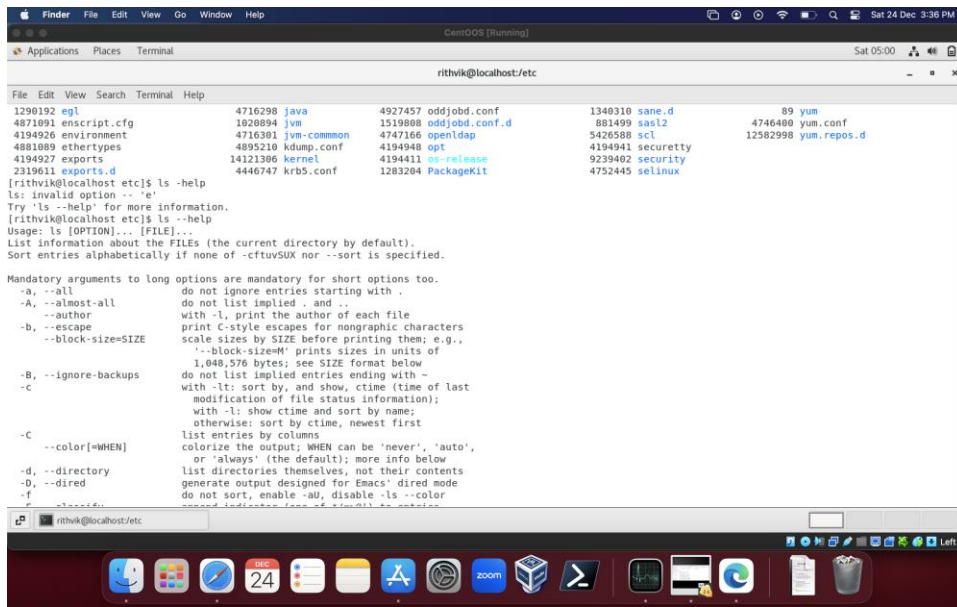 Finder File Edit View Go Window Help Sat 24 Dec 3:36 PM
CentOOS [Running]
Applications Places Terminal Sat 05:00
rithvik@localhost:/etc
File Edit View Search Terminal Help
1290192 egl 4716298 java 4927457 oddjobd.conf 1340310 sane.d 89 yum
4871091 enscript.cfg 1020894 jvm 1519808 oddjobd.conf.d 881499 sasl2 4746400 yum.conf
4194926 environment 4716301 jvm-commmon 4747166 openldap 5426588 scl 12582998 yum.repos.d
4881089 ethertypes 4895210 kdump.conf 4194948 opt 4194941 securetty
4194927 exports 14121306 kernel 4194411 os-release 9239402 security
2319611 exports.d 4446747 krb5.conf 1283204 PackageKit 4752445 selinux
[rithvik@localhost etc]$ ls -help
ls: invalid option -- 'e'
Try 'ls --help' for more information.
[rithvik@localhost etc]$ ls --help
Usage: ls [OPTION]... [FILE]...
List information about the FILEs (the current directory by default).
Sort entries alphabetically if none of -cftuvSUX nor --sort is specified.
Mandatory arguments to long options are mandatory for short options too.
-a, --all do not ignore entries starting with .
-A, --almost-all do not list implied . and ..
--author with -l, print the author of each file
-b, --escape print C-style escapes for nongraphic characters
--block-size=SIZE scale sizes by SIZE before printing them; e.g.,
'--block-size=M' prints sizes in units of
1,048,576 bytes; see SIZE format below
-B, --ignore-backups do not list implied entries ending with ~
-c with -lt: sort by, and show, ctime (time of last
modification of file status information);
with -l: show ctime and sort by name;
otherwise: sort by ctime, newest first
-C list entries by columns
--color[=WHEN] colorize the output; WHEN can be 'never', 'auto',
or 'always' (the default); more info below
-d, --directory list directories themselves, not their contents
-D, --dired generate output designed for Emacs' dired mode
-f do not sort, enable -aU, disable -ls --color
rithvik@localhost:/etc
Left
DEC
24
zoom